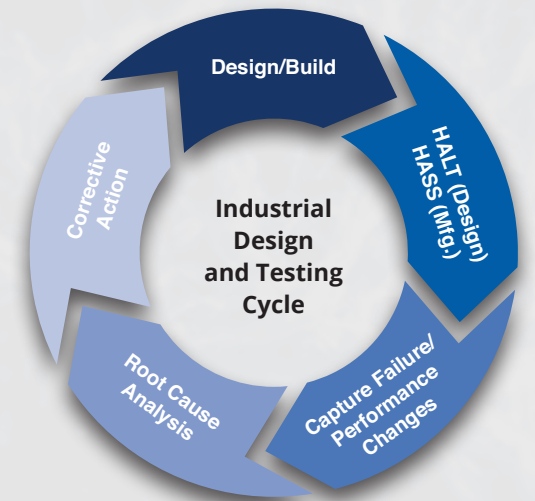 Design/Build
HALT (Design)
HASS (Mfg.)
Capture Failure/
Performance
Changes
Root Cause
Analysis
Corrective
Action
Industrial
Design
and Testing
Cycle